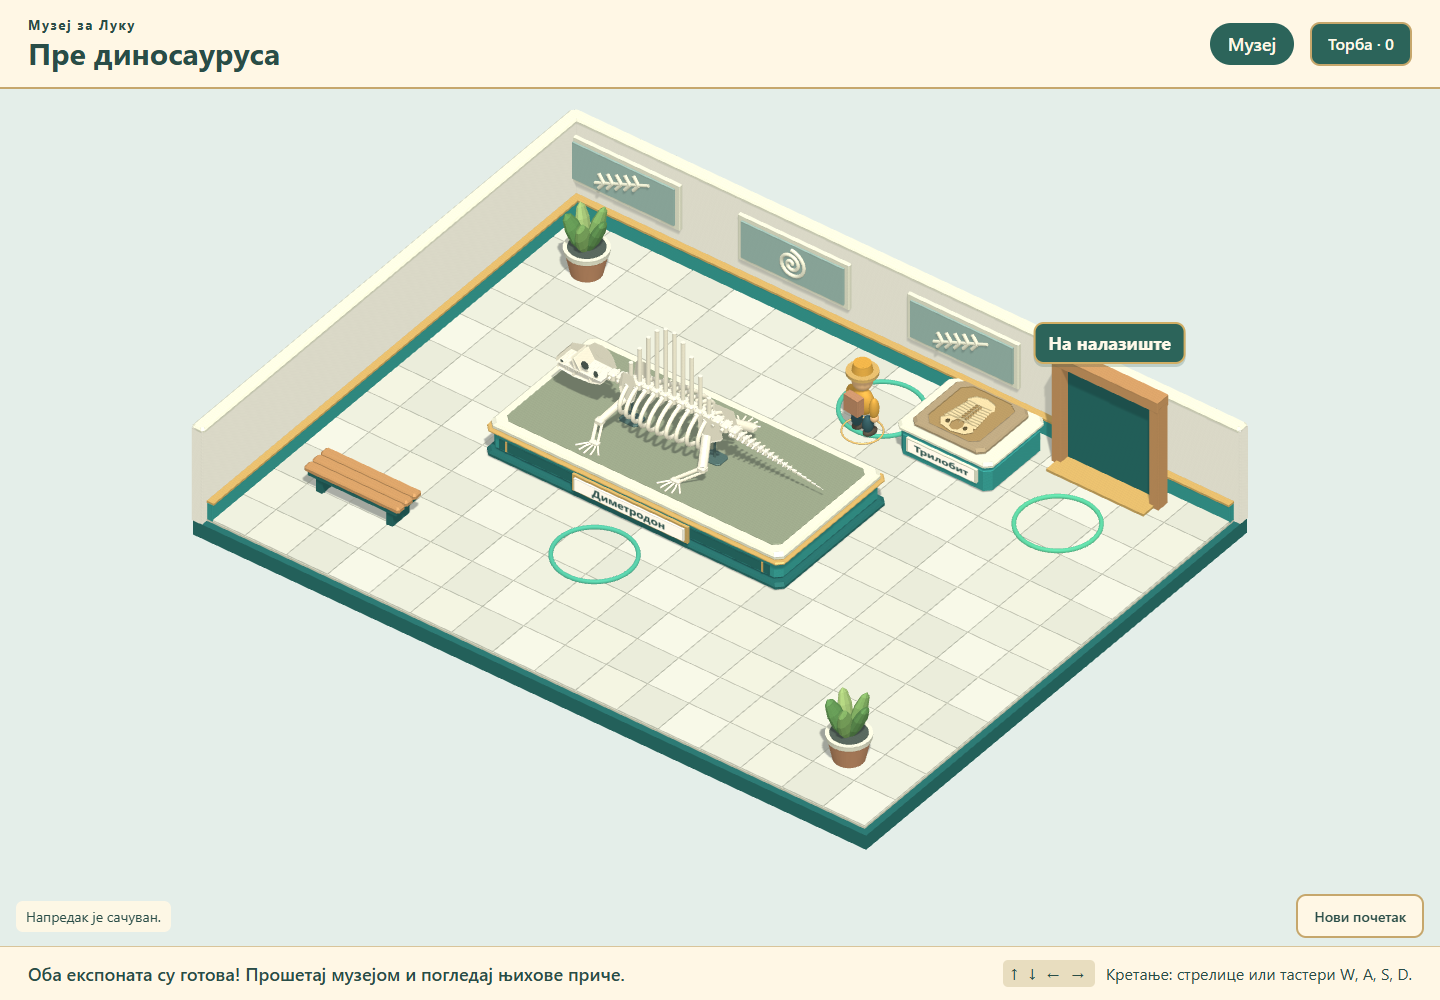 Музеј за Луку
Пре диносауруса
Музеј
Торба · 0
На налазиште
Трилобит
Диметродон
Напредак је сачуван.
Нови почетак
Оба експоната су готова! Прошетај музејом и погледај њихове приче.
↑ ↓ ← → Кретање: стрелице или тастери W, A, S, D.